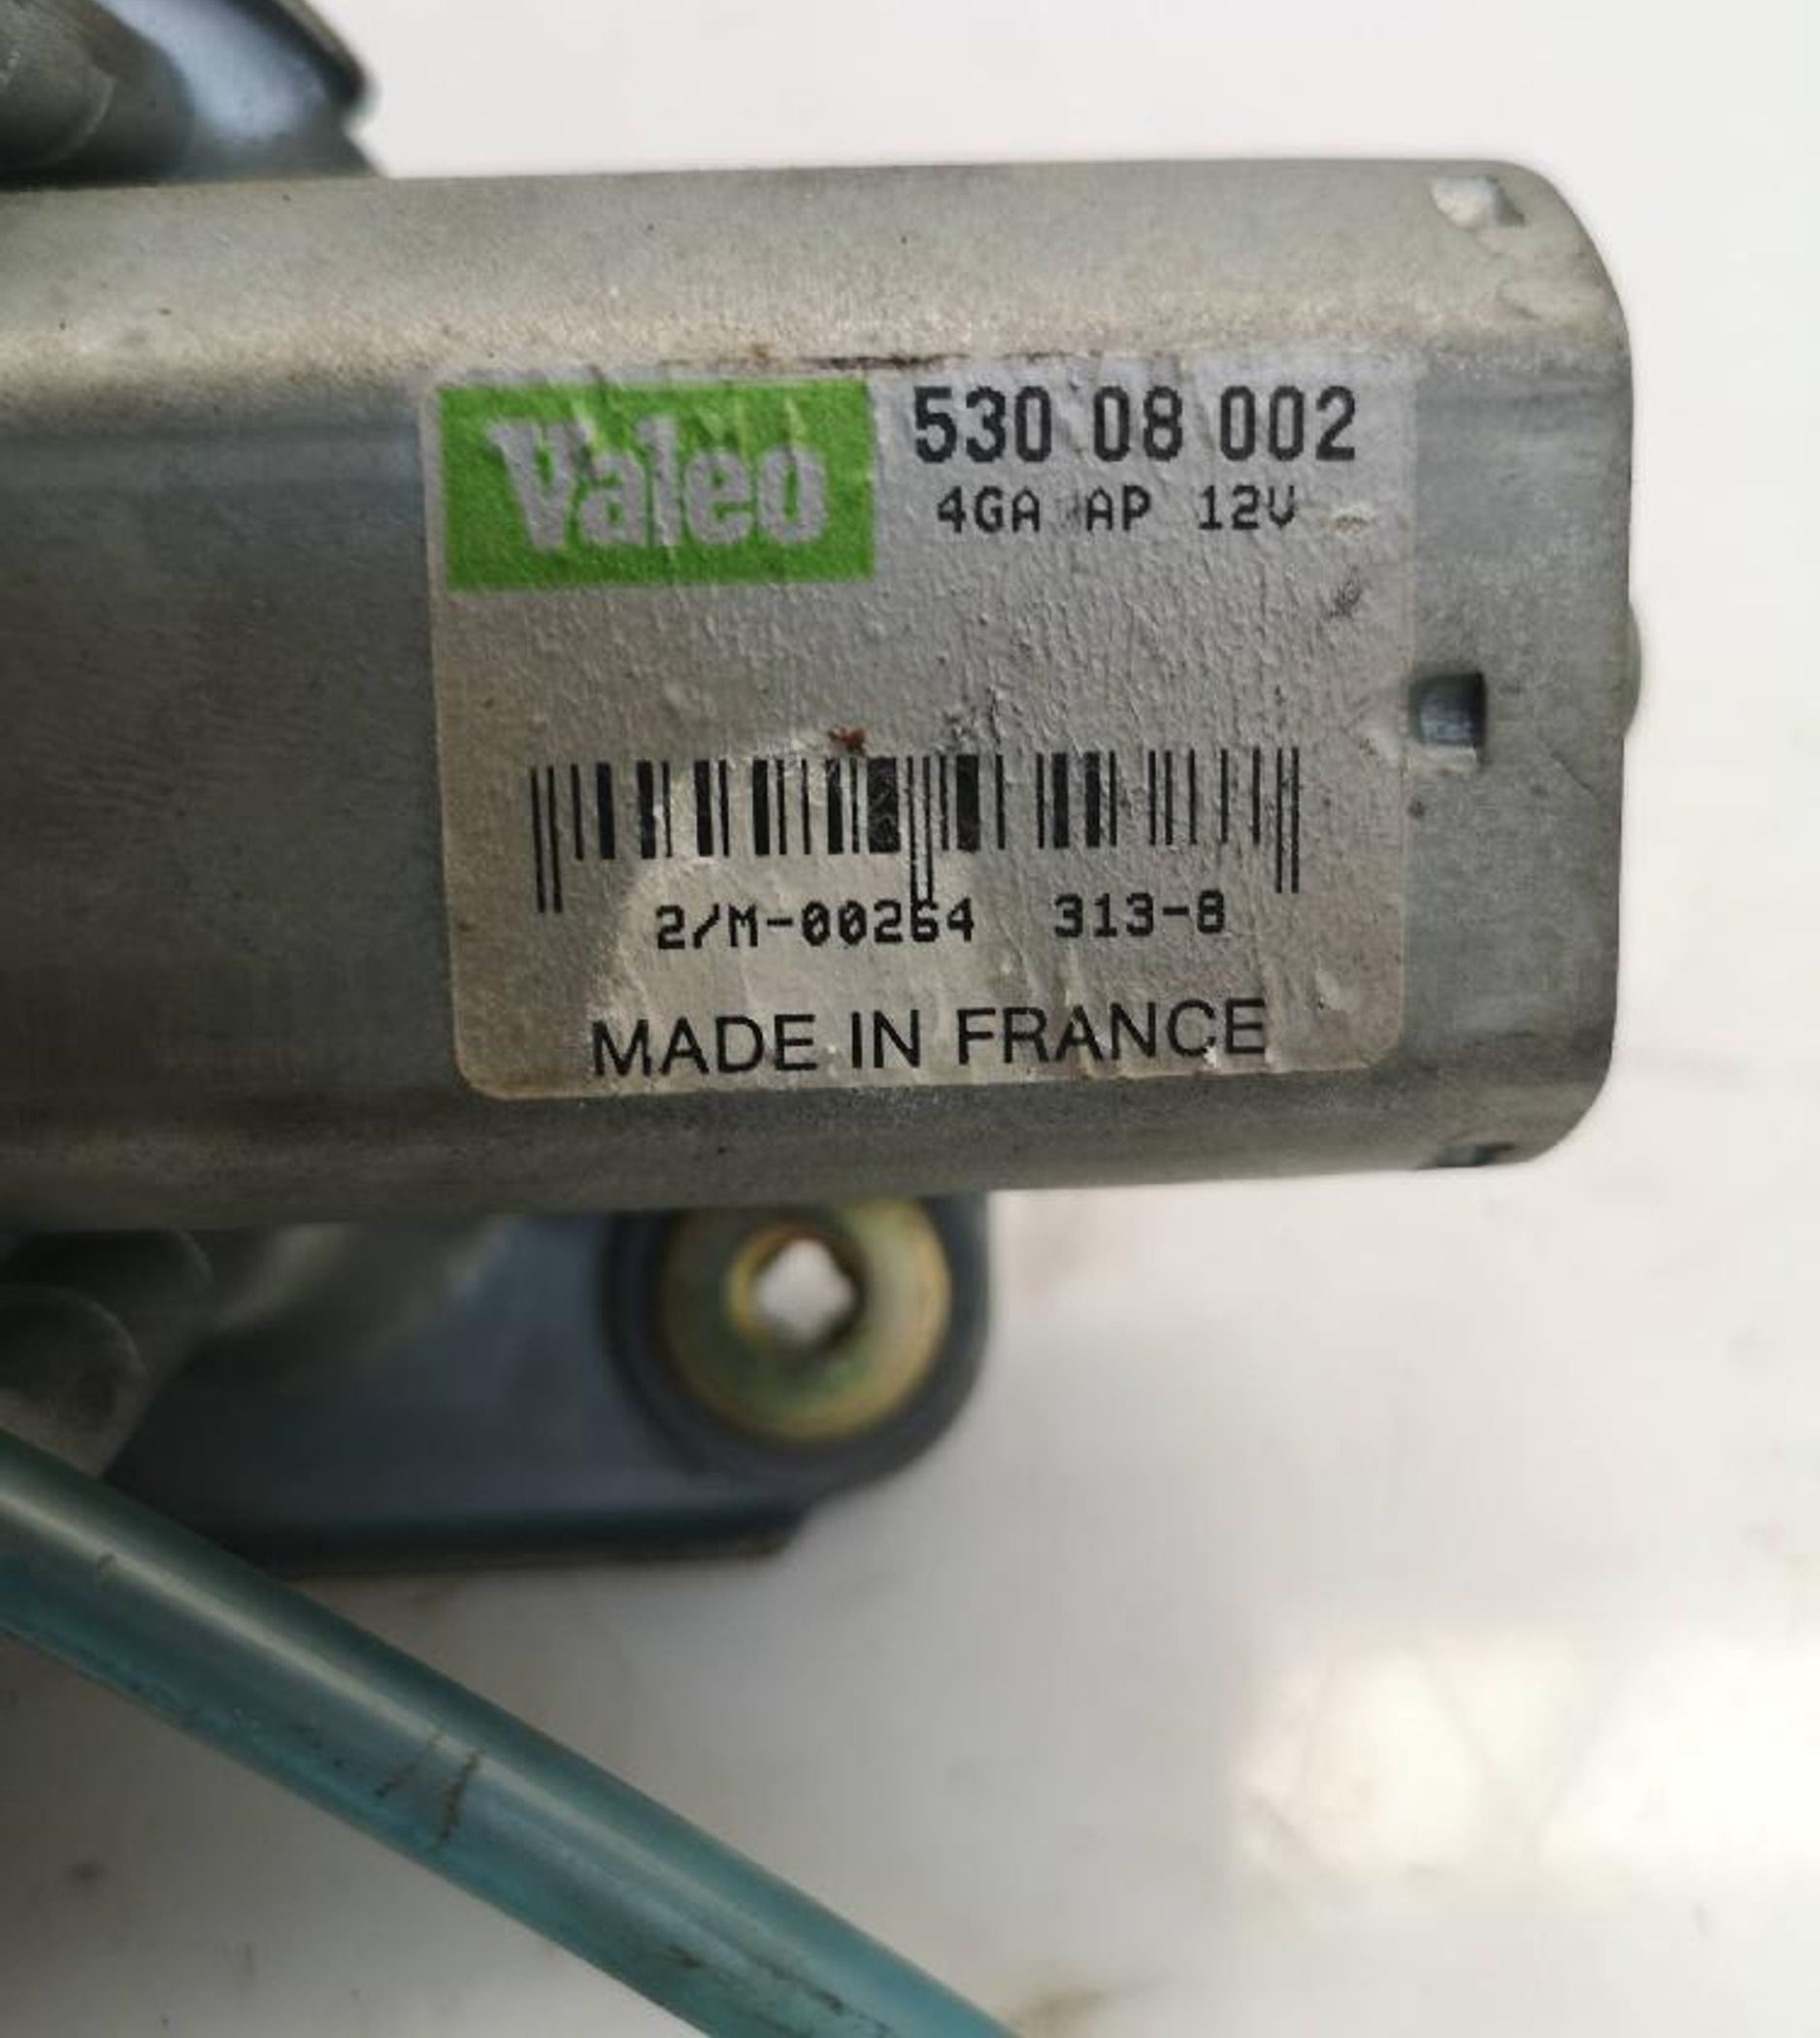 Valeo 530 08 002
4GA AP 12V
2/M-00264 313-8
MADE IN FRANCE